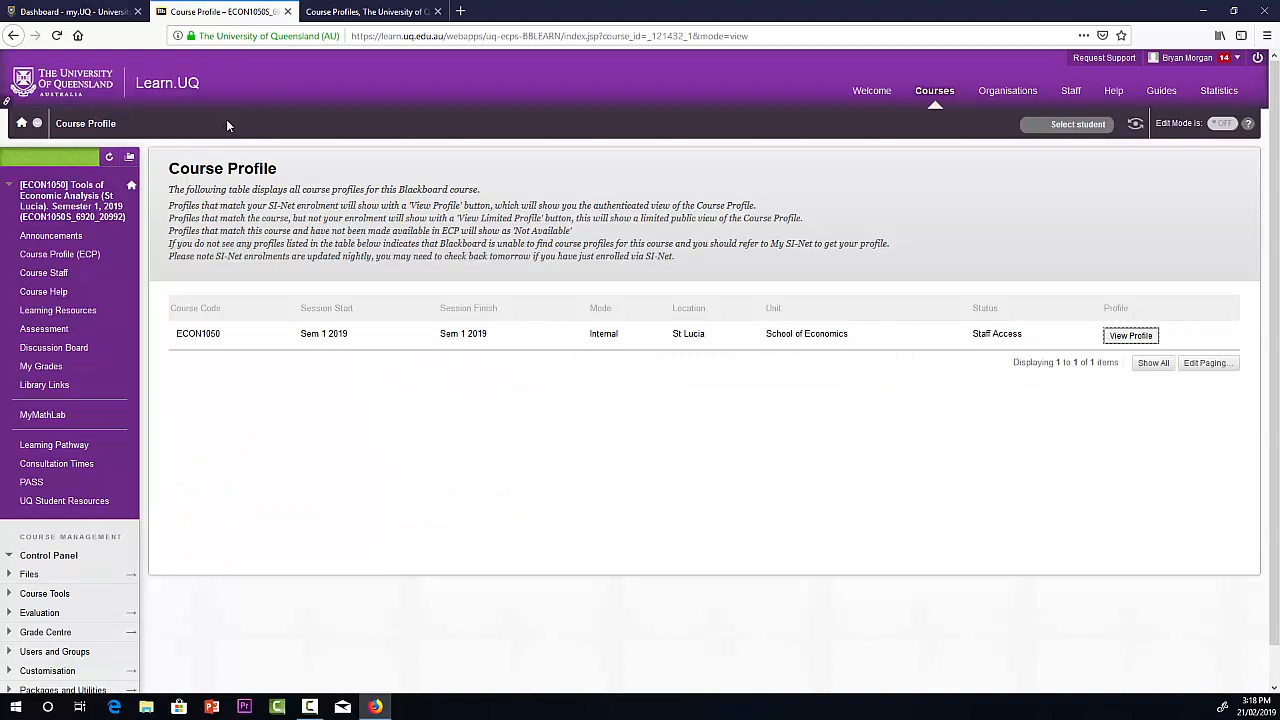 Dashboard - my.UQ - Universi
Course Profile – ECON1050S_69
Course Profiles, The University of Q
The University of Queensland (AU)
https://learn.uq.edu.au/webapps/uq-ecps-BBLEARN/index.jsp?course_id=_121432_1&mode=view
Request Support
Bryan Morgan 14
THE UNIVERSITY
OF QUEENSLAND
AUSTRALIA
Learn.UQ
Welcome
Courses
Organisations
Staff
Help
Guides
Statistics
Course Profile
Select student
Edit Mode is:
OFF
?
[ECON1050] Tools of
Economic Analysis (St
Lucia). Semester 1, 2019
(ECON1050S_6920_20992)
Announcements
Course Profile (ECP)
Course Staff
Course Help
Learning Resources
Assessment
Discussion Board
My Grades
Library Links
MyMathLab
Learning Pathway
Consultation Times
PASS
UQ Student Resources
COURSE MANAGEMENT
Control Panel
Files
Course Tools
Evaluation
Grade Centre
Users and Groups
Customisation
Packages and Utilities
Course Profile
The following table displays all course profiles for this Blackboard course.
Profiles that match your SI-Net enrolment will show with a 'View Profile' button, which will show you the authenticated view of the Course Profile.
Profiles that match the course, but not your enrolment will show with a 'View Limited Profile' button, this will show a limited public view of the Course Profile.
Profiles that match this course and have not been made available in ECP will show as 'Not Available'
If you do not see any profiles listed in the table below indicates that Blackboard is unable to find course profiles for this course and you should refer to My SI-Net to get your profile.
Please note SI-Net enrolments are updated nightly, you may need to check back tomorrow if you have just enrolled via SI-Net.
Course Code Session Start Session Finish Mode Location Unit Status Profile
ECON1050 Sem 1 2019 Sem 1 2019 Internal St Lucia School of Economics Staff Access View Profile
Displaying 1 to 1 of 1 items Show All Edit Paging...
3:18 PM
21/02/2019